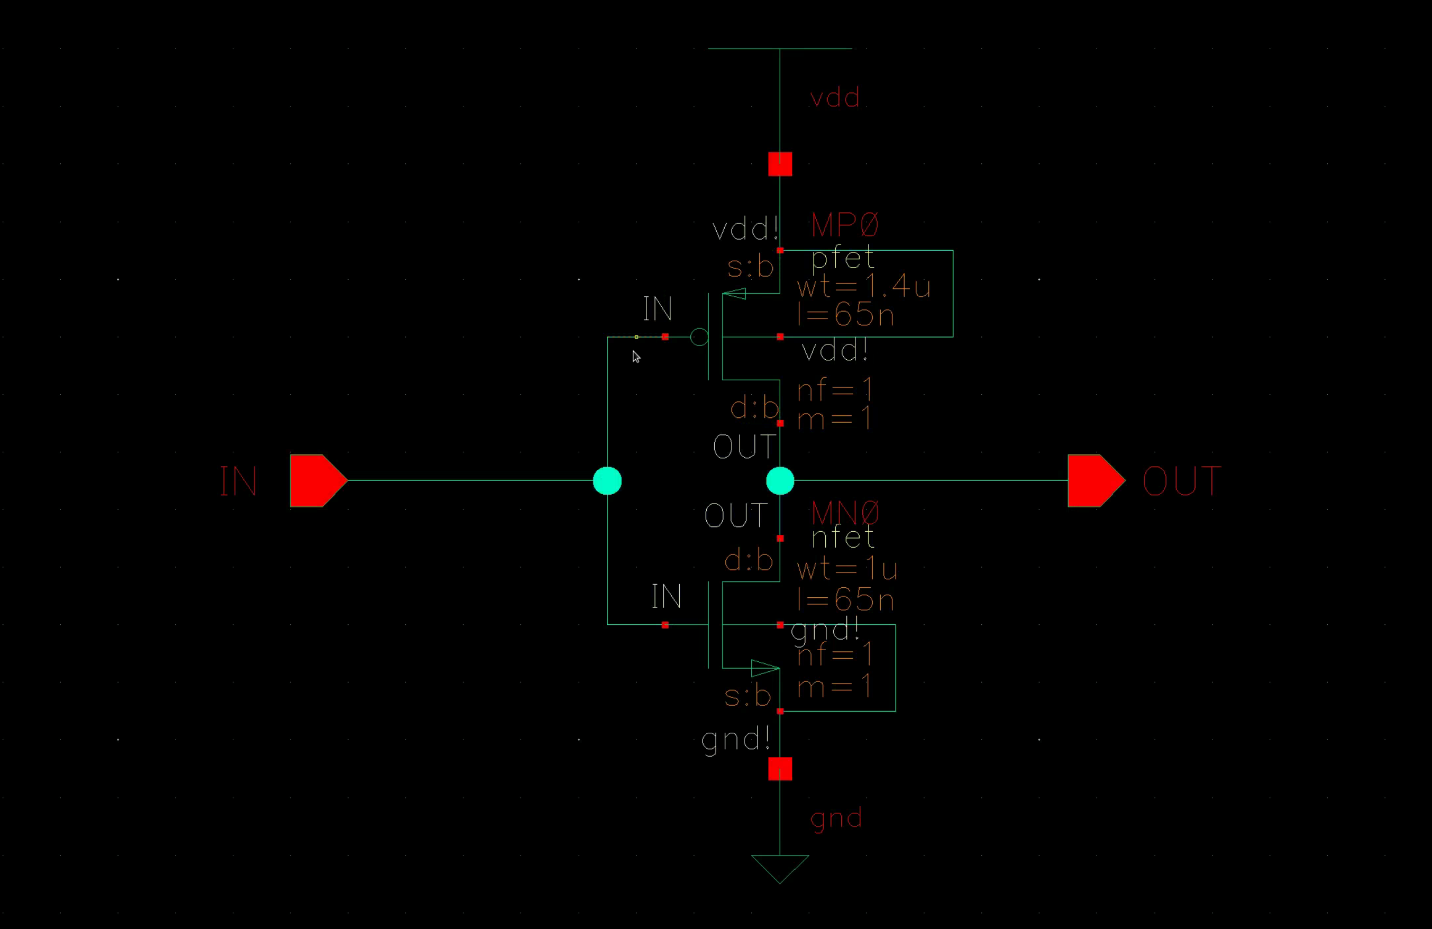 vdd
vdd!
MP0
pfet
s:b
wt=1.4u
l=65n
IN
vdd!
nf=1
m=1
d:b
OUT
IN
OUT
OUT
MN0
nfet
d:b
wt=1u
l=65n
IN
gnd!
nf=1
m=1
s:b
gnd!
gnd